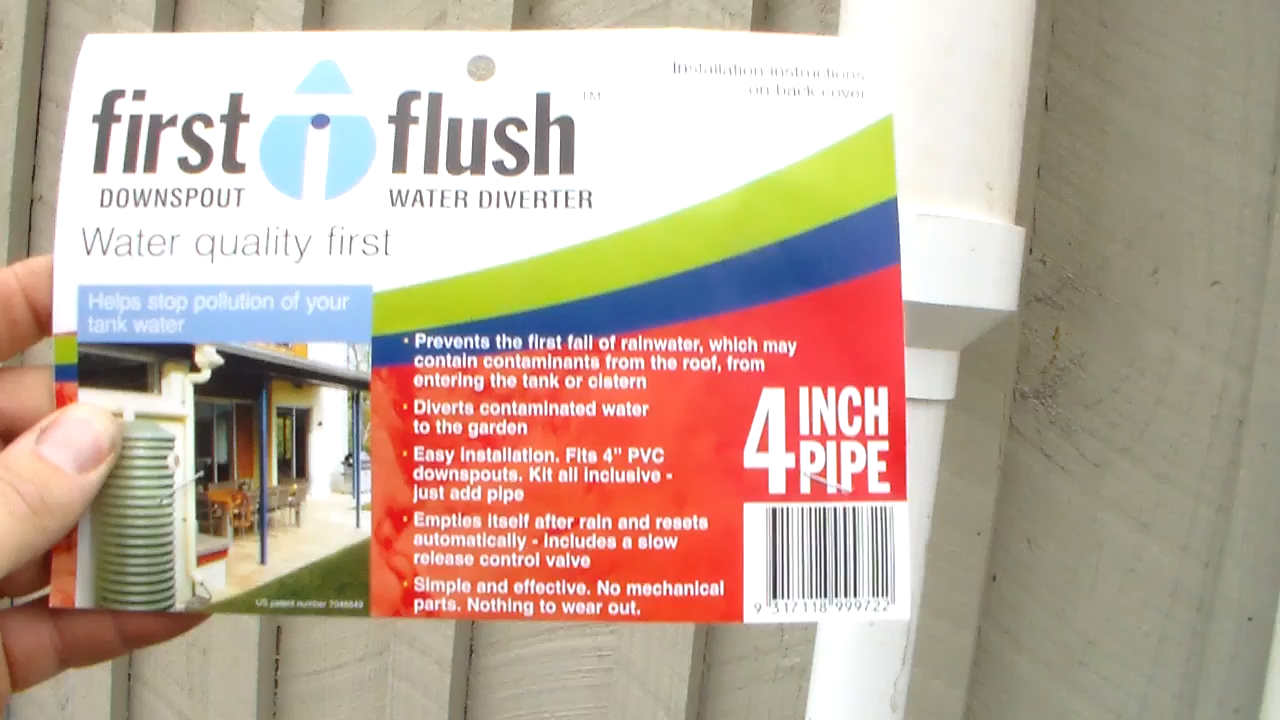 Installation instructions
on back cover
first flush™
DOWNSPOUT WATER DIVERTER
Water quality first
Helps stop pollution of your
tank water
· Prevents the first fall of rainwater, which may
contain contaminants from the roof, from
entering the tank or cistern
· Diverts contaminated water
to the garden
· Easy Installation. Fits 4" PVC
downspouts. Kit all inclusive -
just add pipe
· Empties itself after rain and resets
automatically - Includes a slow
release control valve
· Simple and effective. No mechanical
parts. Nothing to wear out.
4 INCH
PIPE
9 317118 999722
US patent number